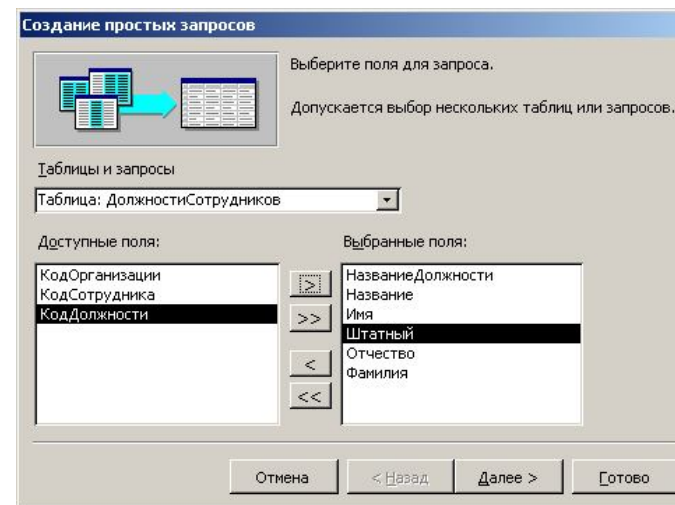 Создание простых запросов
Выберите поля для запроса.
Допускается выбор нескольких таблиц или запросов.
Таблицы и запросы
Таблица: ДолжностиСотрудников
Доступные поля:
Выбранные поля:
КодОрганизации
КодСотрудника
КодДолжности
>
>>
<
<<
НазваниеДолжности
Название
Имя
Штатный
Отчество
Фамилия
Отмена
< Назад
Далее >
Готово